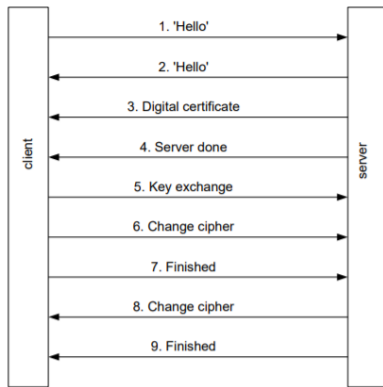 1. 'Hello'
2. 'Hello'
3. Digital certificate
4. Server done
5. Key exchange
6. Change cipher
7. Finished
8. Change cipher
9. Finished
client
server